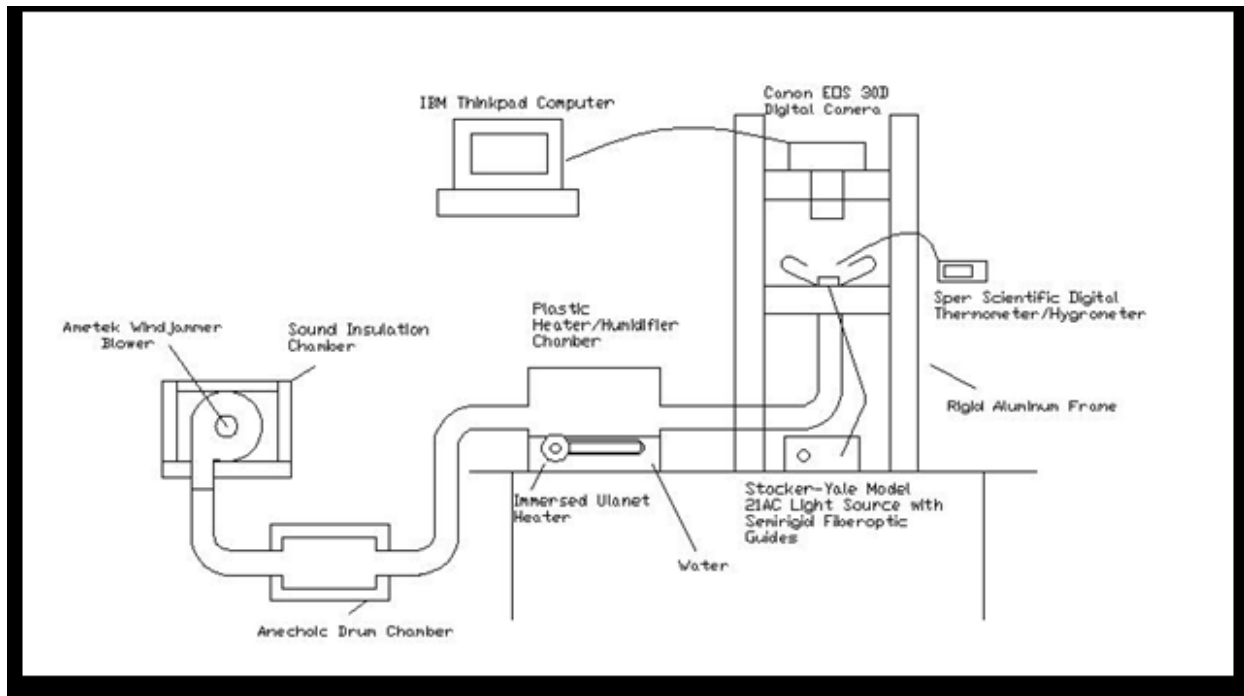 IBM Thinkpad Computer
Canon EOS 30D
Digital Camera
Sper Scientific Digital
Thermometer/Hygrometer
Plastic
Heater/Humidifier
Chamber
Ametek Windjammer
Blower
Sound Insulation
Chamber
Rigid Aluminum Frame
Immersed Ulanet
Heater
Stocker-Yale Model
21AC Light Source with
Semirigid Fiberoptic
Guides
Water
Anechoic Drum Chamber